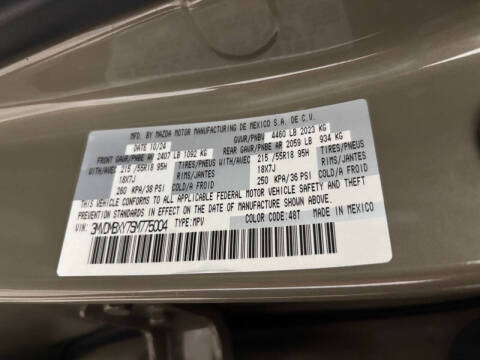 MFD. BY MAZDA MOTOR MANUFACTURING DE MEXICO S.A. DE C.V.
DATE 10/24 GVWR/PNBV 4460 LB 2023 KG
FRONT GAWR/PNBE AV 2407 LB 1092 KG REAR GAWR/PNBE AR 2059 LB 934 KG
WITH/AVEC 215/55R18 95H TIRES/PNEUS WITH/AVEC 215/55R18 95H TIRES/PNEUS
18X7J RIMS/JANTES 18X7J RIMS/JANTES
260 KPA/38 PSI COLD/A FROID 250 KPA/36 PSI COLD/A FROID
THIS VEHICLE CONFORMS TO ALL APPLICABLE FEDERAL MOTOR VEHICLE SAFETY, BUMPER, AND THEFT
PREVENTION STANDARDS IN EFFECT ON THE DATE OF MANUFACTURE SHOWN ABOVE. MADE IN MEXICO
VIN: TYPE:MPV COLOR CODE:48T